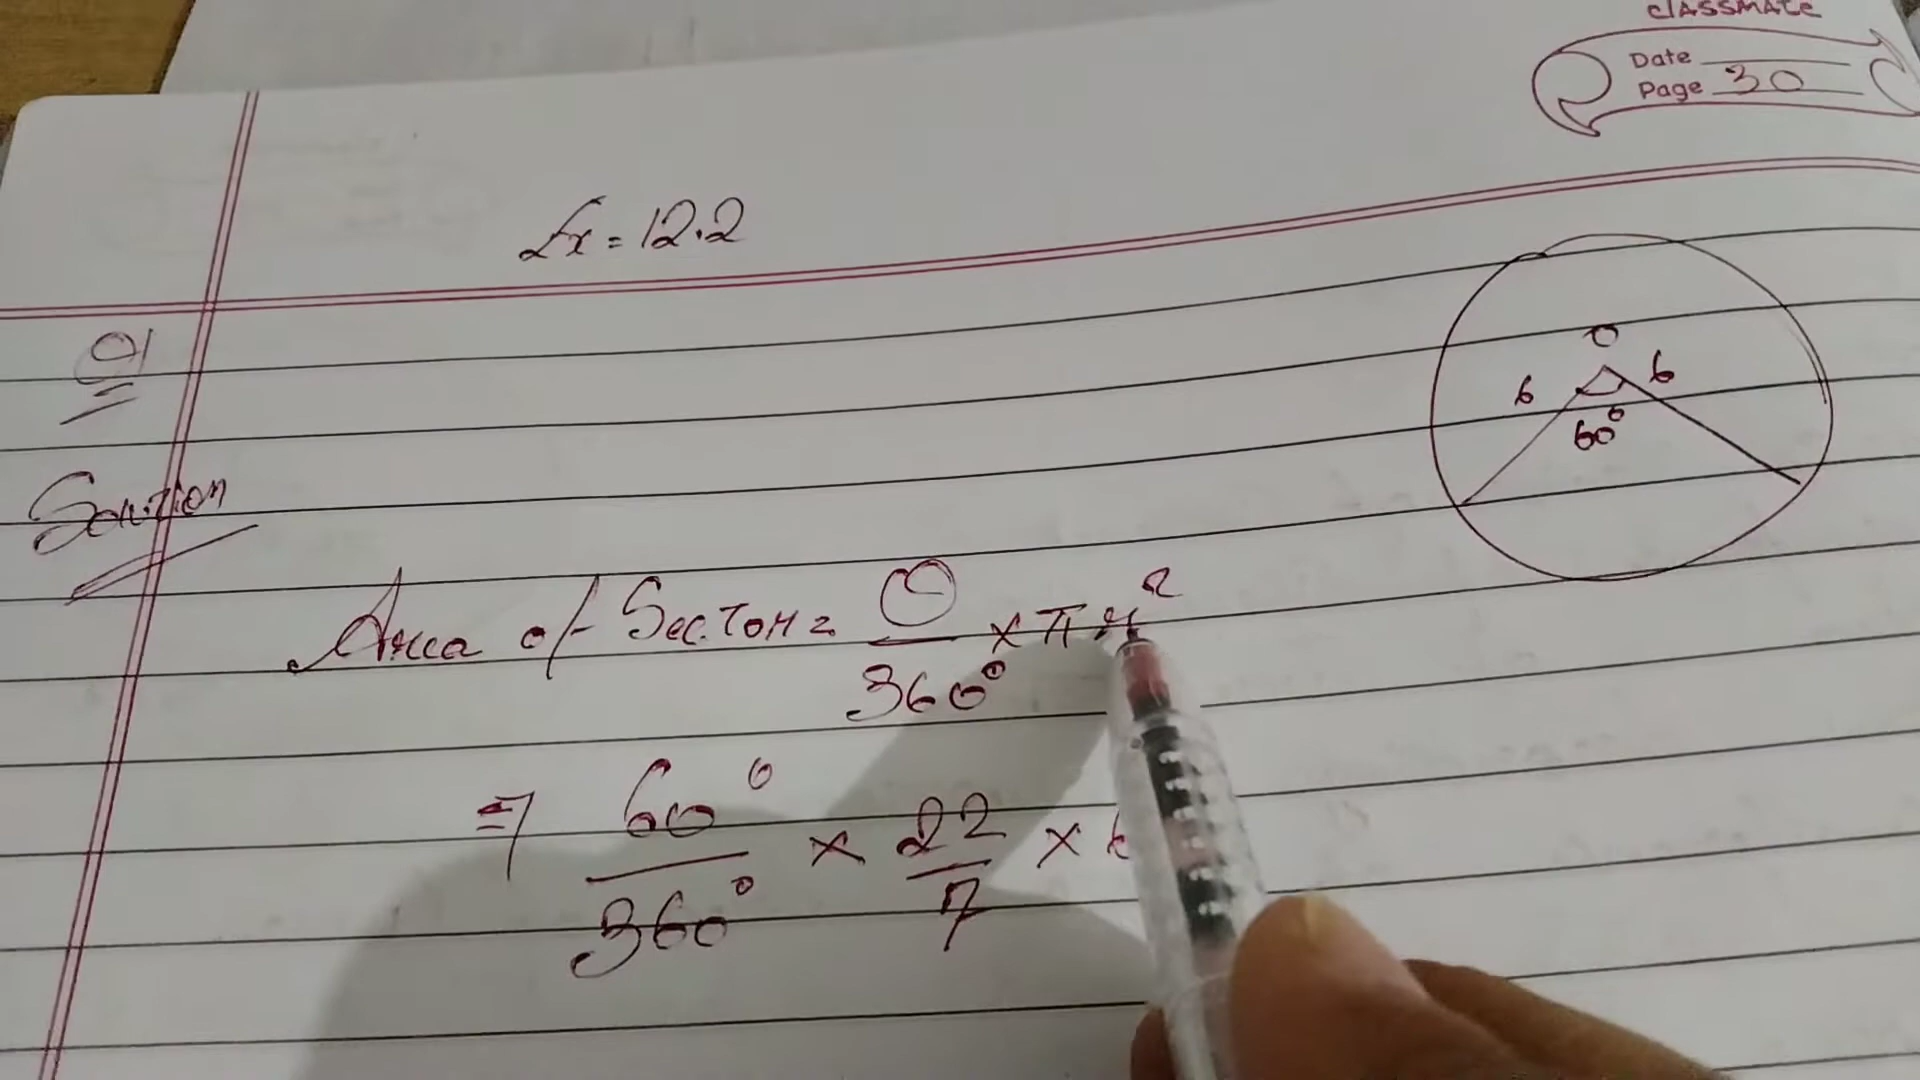 classmate
Date
Page 30
Ex = 12.2
Q1
O
6 6
60°
Solution
Area of Sector = θ/360° × πr²
⇒ 60°/360° × 22/7 × 6